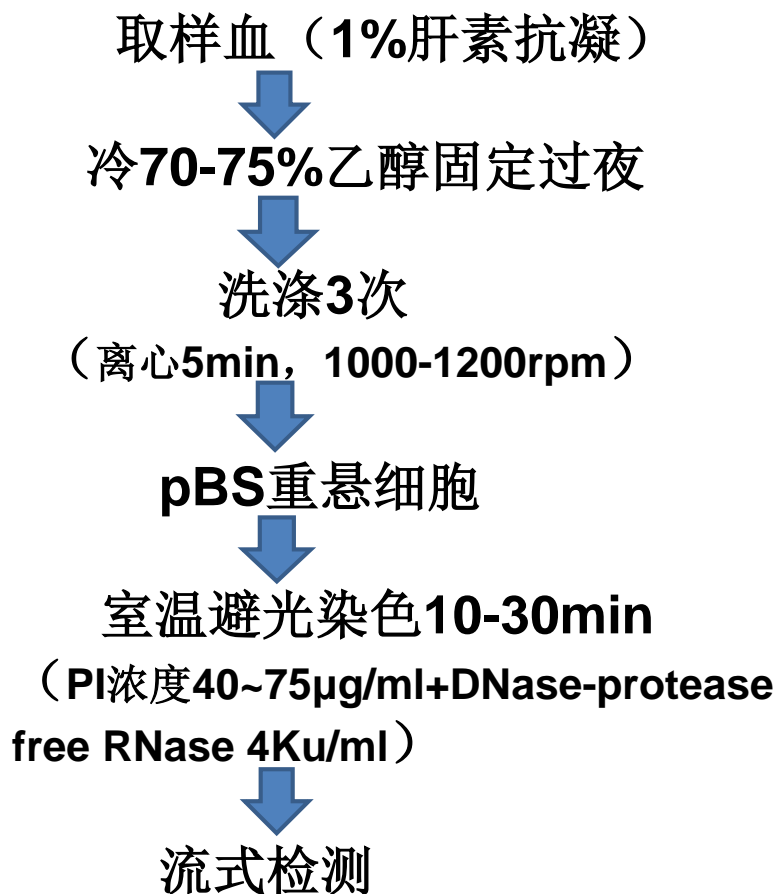 取样血（1%肝素抗凝）
冷70-75%乙醇固定过夜
洗涤3次
（离心5min，1000-1200rpm）
pBS重悬细胞
室温避光染色10-30min
（PI浓度40~75μg/ml+DNase-protease
free RNase 4Ku/ml）
流式检测